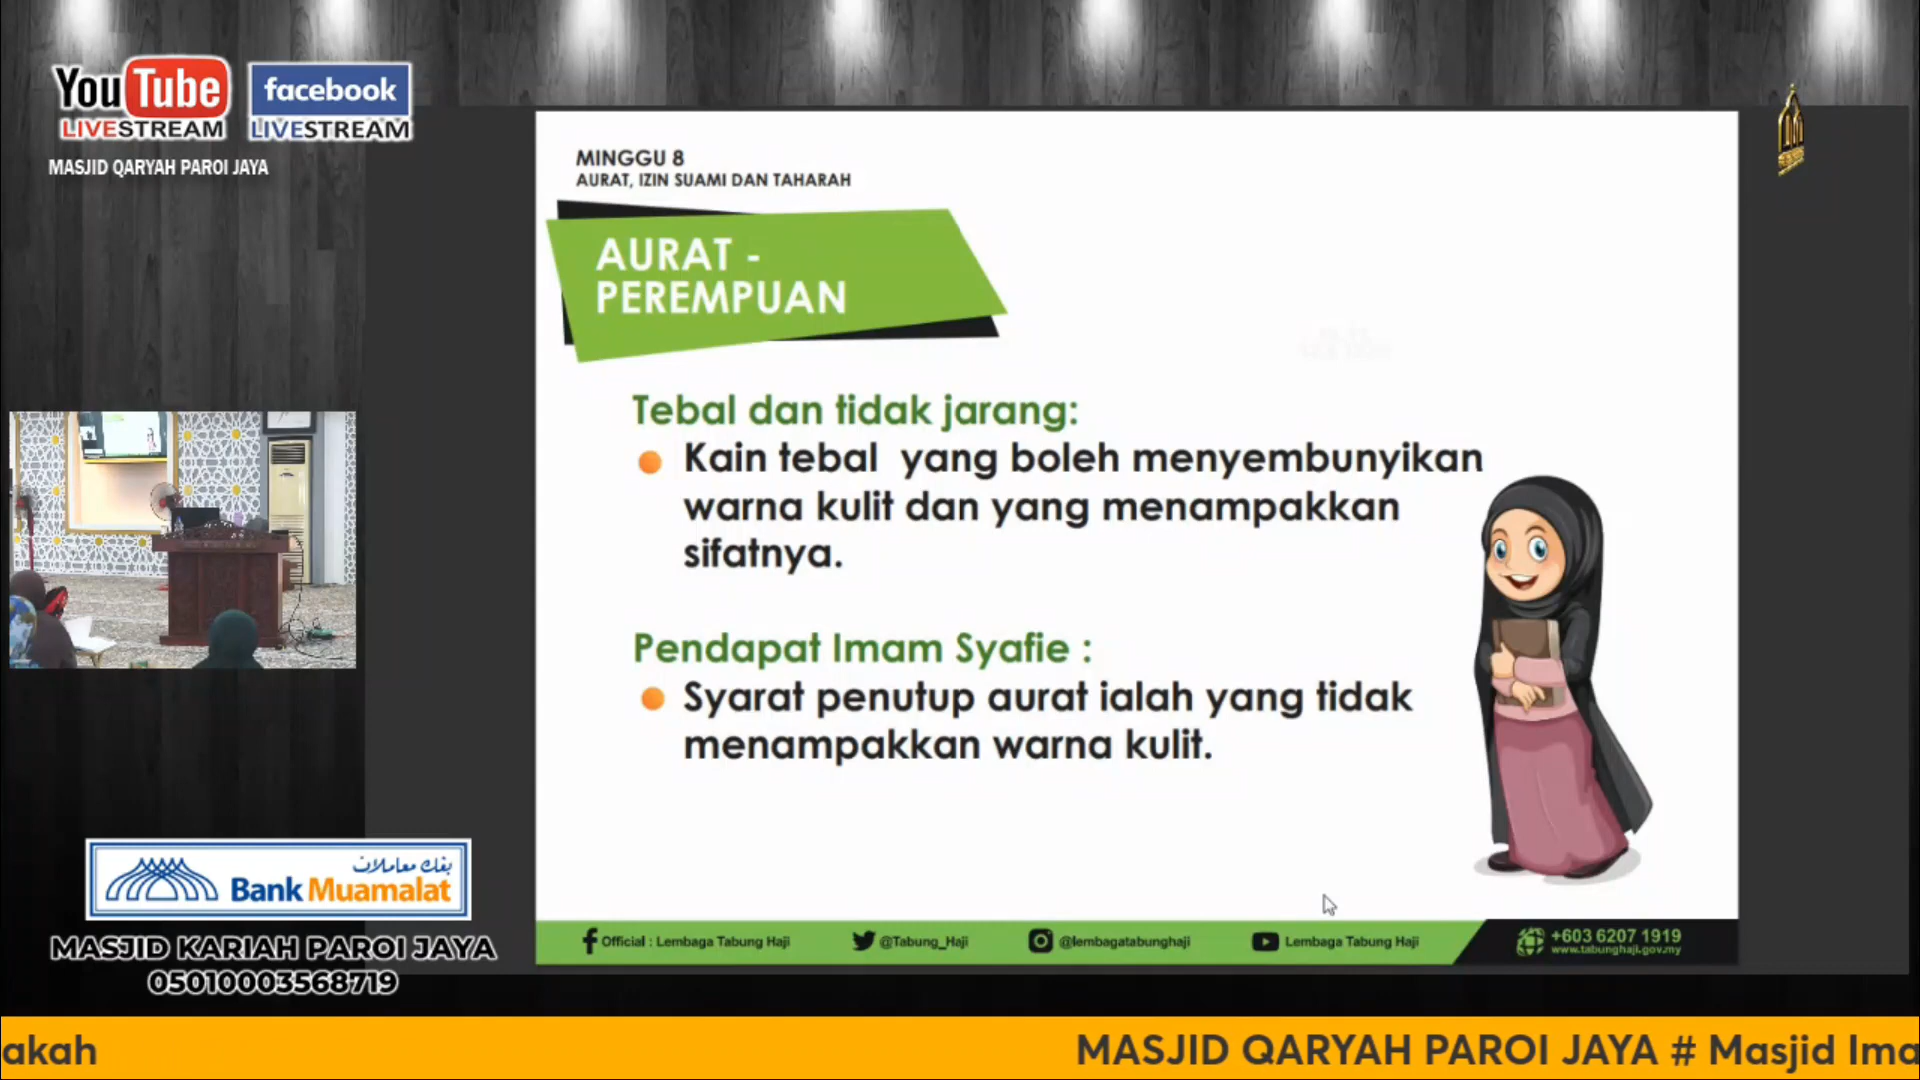 YouTube
LIVESTREAM
facebook
LIVESTREAM
MASJID QARYAH PAROI JAYA
MINGGU 8
AURAT, IZIN SUAMI DAN TAHARAH
AURAT -
PEREMPUAN
Tebal dan tidak jarang:
Kain tebal yang boleh menyembunyikan
warna kulit dan yang menampakkan
sifatnya.
Pendapat Imam Syafie :
Syarat penutup aurat ialah yang tidak
menampakkan warna kulit.
Official : Lembaga Tabung Haji
@Tabung_Haji
@lembagatabunghaji
Lembaga Tabung Haji
+603 6207 1919
www.tabunghaji.gov.my
بنك معاملات
Bank Muamalat
MASJID KARIAH PAROI JAYA
05010003568719
akah
MASJID QARYAH PAROI JAYA # Masjid Ima